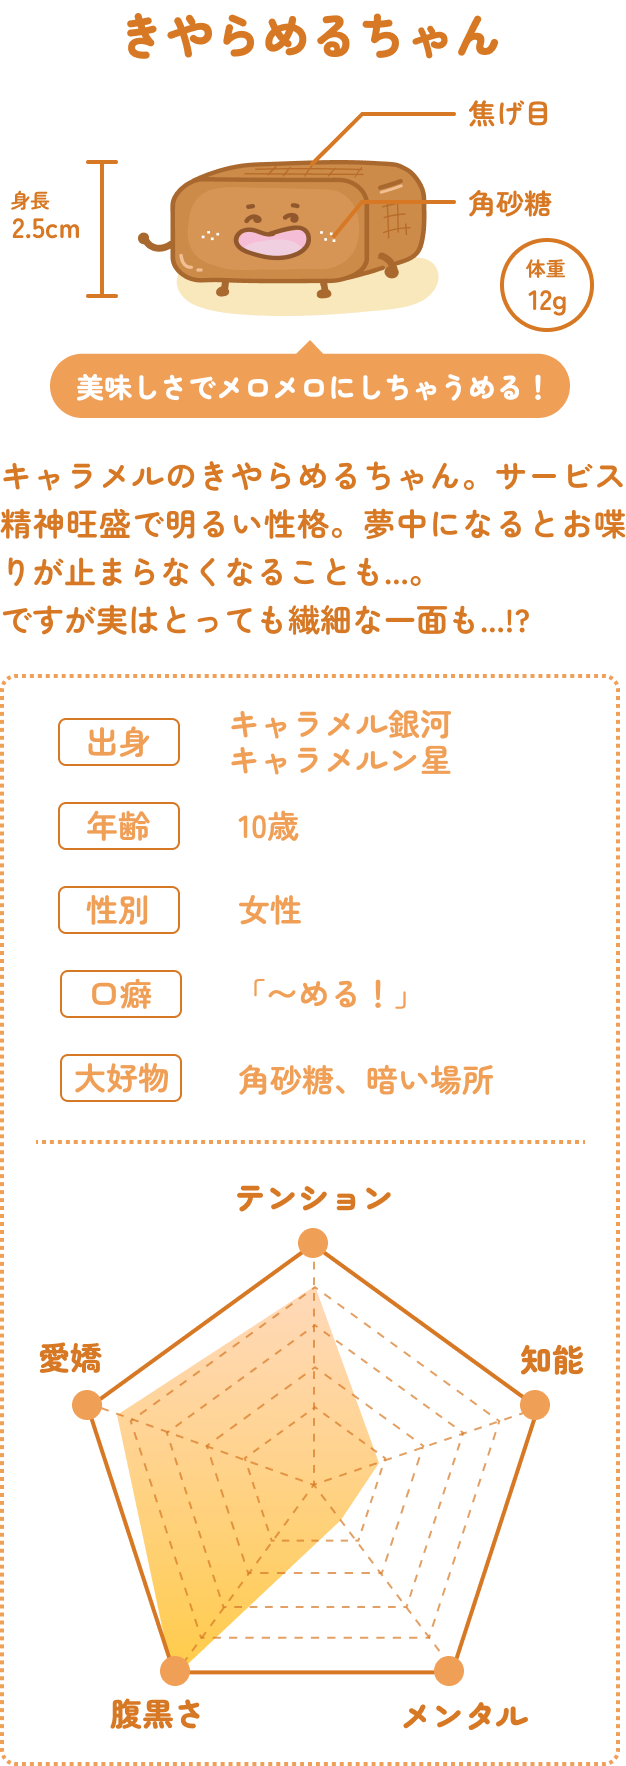 きやらめるちゃん
焦げ目
身長
2.5cm
角砂糖
体重
12g
美味しさでメロメロにしちゃうめる！
キャラメルのきやらめるちゃん。サービス
精神旺盛で明るい性格。夢中になるとお喋
りが止まらなくなることも…。
ですが実はとっても繊細な一面も…!?
出身
キャラメル銀河
キャラメルン星
年齢
10歳
性別
女性
口癖
「〜める！」
大好物
角砂糖、暗い場所
テンション
愛嬌
知能
腹黒さ
メンタル